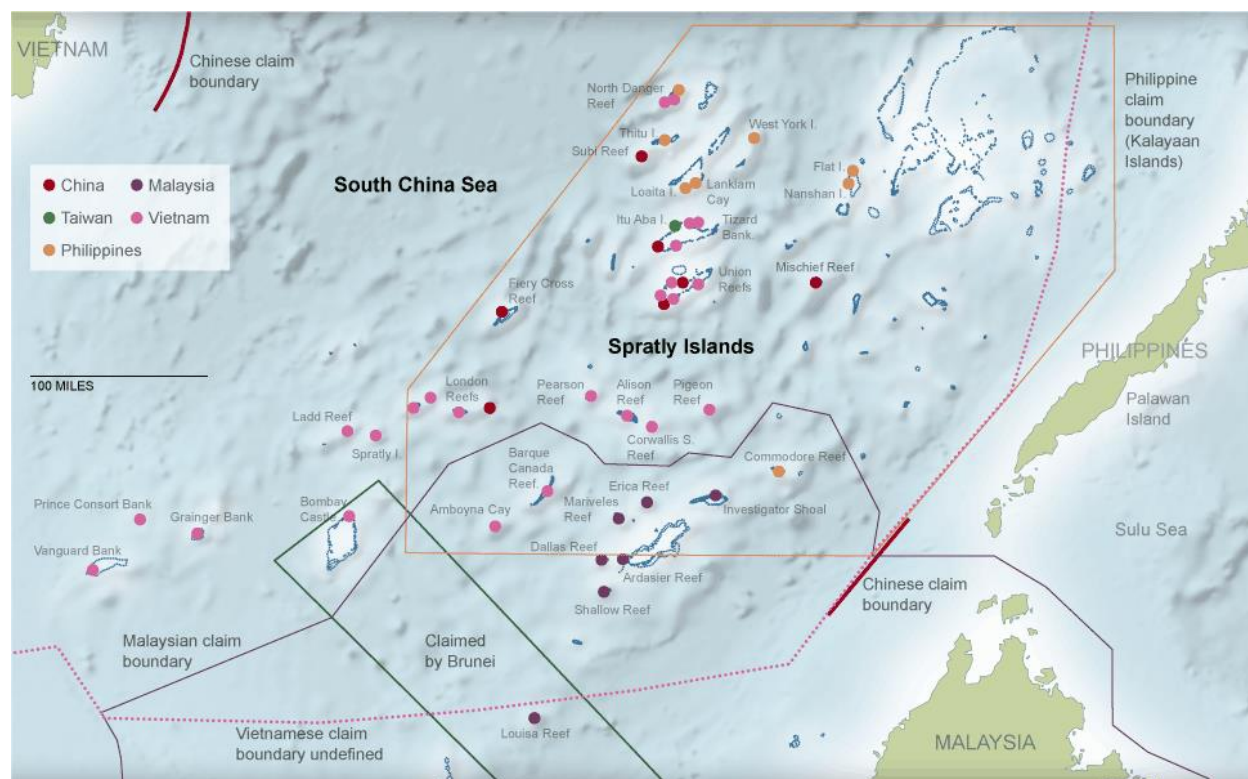 VIETNAM
Chinese claim
boundary
China
Malaysia
Taiwan
Vietnam
Philippines
South China Sea
North Danger
Reef
Thitu I.
West York I.
Subi Reef
Flat I.
Loaita I.
Lanklam
Cay
Nanshan I.
Itu Aba I.
Tizard
Bank.
Philippine
claim
boundary
(Kalayaan
Islands)
Fiery Cross
Reef
Union
Reefs
Mischief Reef
Spratly Islands
100 MILES
PHILIPPINES
Palawan
Island
London
Reefs
Pearson
Reef
Alison
Reef
Pigeon
Reef
Ladd Reef
Spratly I.
Corwallis S.
Reef
Barque
Canada
Reef.
Commodore Reef
Prince Consort Bank
Grainger Bank
Bombay
Castle
Amboyna Cay
Mariveles
Reef
Erica Reef
Investigator Shoal
Vanguard Bank
Dallas Reef
Ardasier Reef
Shallow Reef
Sulu Sea
Chinese claim
boundary
Malaysian claim
boundary
Claimed
by Brunei
Vietnamese claim
boundary undefined
Louisa Reef
MALAYSIA